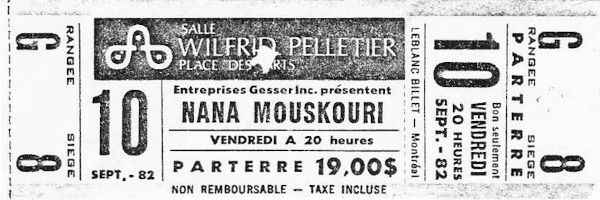 G
RANGEE
SIEGE
8
SALLE
WILFRID PELLETIER
PLACE DES ARTS
10
SEPT. - 82
Entreprises Gesser Inc. présentent
NANA MOUSKOURI
VENDREDI A 20 heures
PARTERRE 19,00$
NON REMBOURSABLE — TAXE INCLUSE
LEBLANC BILLET — Montréal
10
SEPT. - 82
Bon seulement
VENDREDI
20 HEURES
PARTERRE
G
RANGEE
SIEGE
8